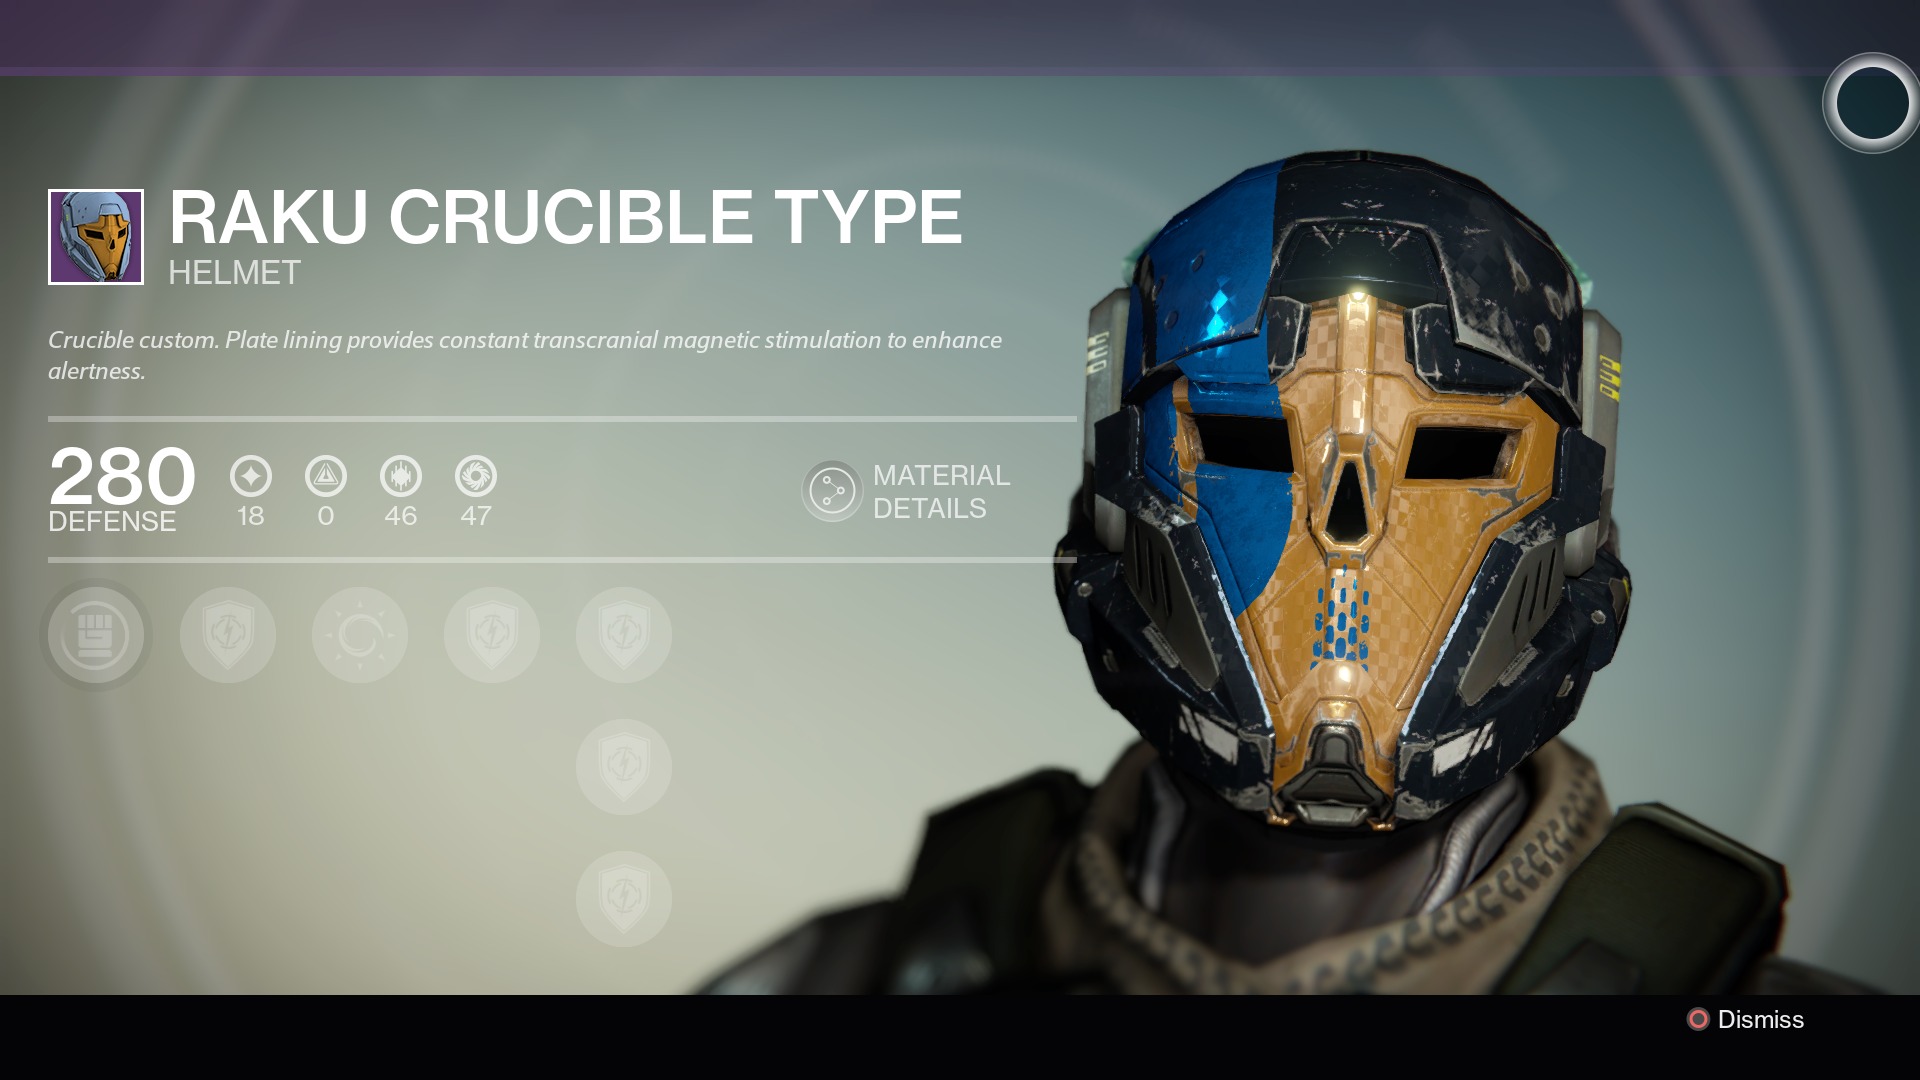 RAKU CRUCIBLE TYPE
HELMET
Crucible custom. Plate lining provides constant transcranial magnetic stimulation to enhance
alertness.
280
DEFENSE
18 0 46 47
MATERIAL
DETAILS
Dismiss